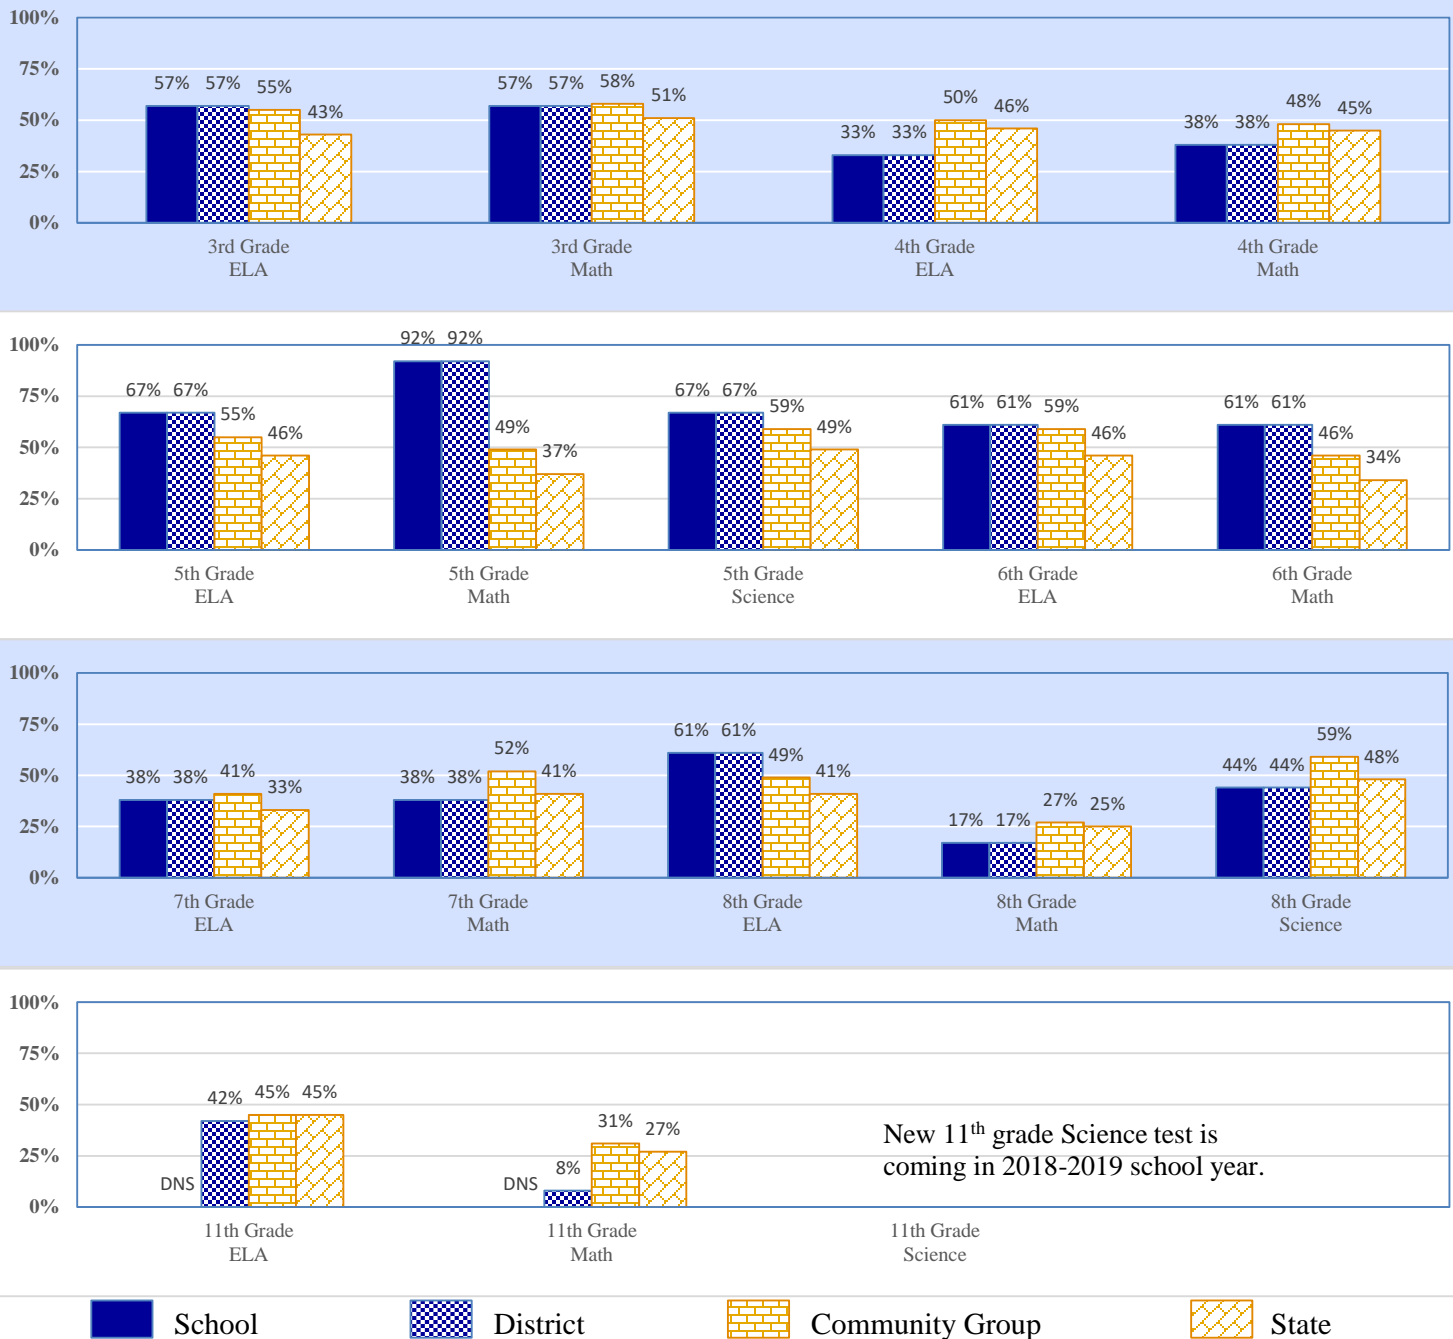 100%
75%
50%
25%
0%
57% 57% 55% 43%
57% 57% 58% 51%
33% 33% 50% 46%
38% 38% 48% 45%
3rd Grade
ELA
3rd Grade
Math
4th Grade
ELA
4th Grade
Math
100%
75%
50%
25%
0%
67% 67% 55% 46%
92% 92% 49% 37%
67% 67% 59% 49%
61% 61% 59% 46%
61% 61% 46% 34%
5th Grade
ELA
5th Grade
Math
5th Grade
Science
6th Grade
ELA
6th Grade
Math
100%
75%
50%
25%
0%
38% 38% 41% 33%
38% 38% 52% 41%
61% 61% 49% 41%
17% 17% 27% 25%
44% 44% 59% 48%
7th Grade
ELA
7th Grade
Math
8th Grade
ELA
8th Grade
Math
8th Grade
Science
100%
75%
50%
25%
0%
DNS 42% 45% 45%
DNS 8% 31% 27%
New 11th grade Science test is
coming in 2018-2019 school year.
11th Grade
ELA
11th Grade
Math
11th Grade
Science
School District Community Group State